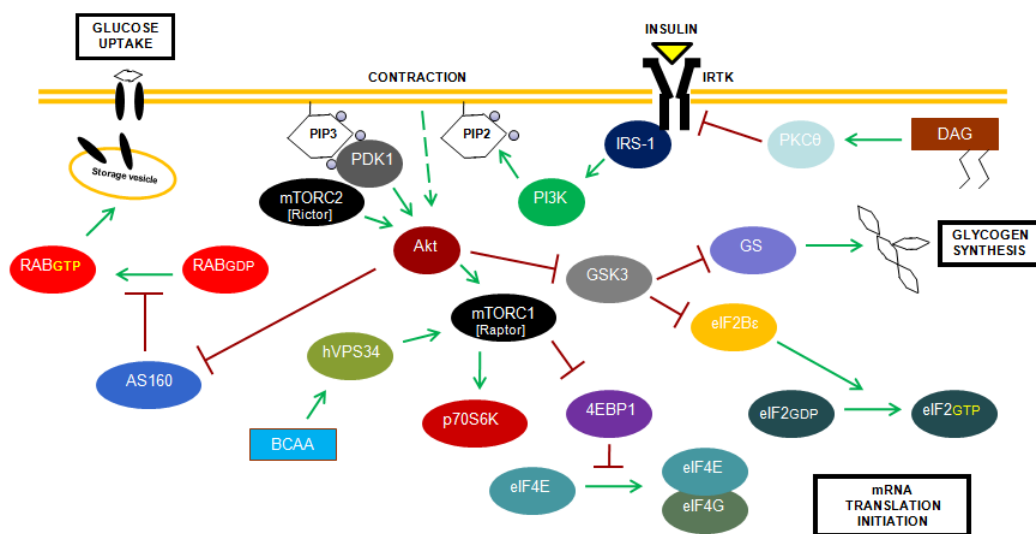 GLUCOSE
UPTAKE
INSULIN
CONTRACTION
IRTK
PIP3
PIP2
PDK1
IRS-1
PKCθ
DAG
Storage vesicle
mTORC2
[Rictor]
PI3K
Akt
GS
GLYCOGEN
SYNTHESIS
RABGTP
RABGDP
GSK3
mTORC1
[Raptor]
eIF2Bε
hVPS34
AS160
p70S6K
4EBP1
eIF2GDP
eIF2GTP
BCAA
eIF4E
eIF4E
eIF4G
mRNA
TRANSLATION
INITIATION